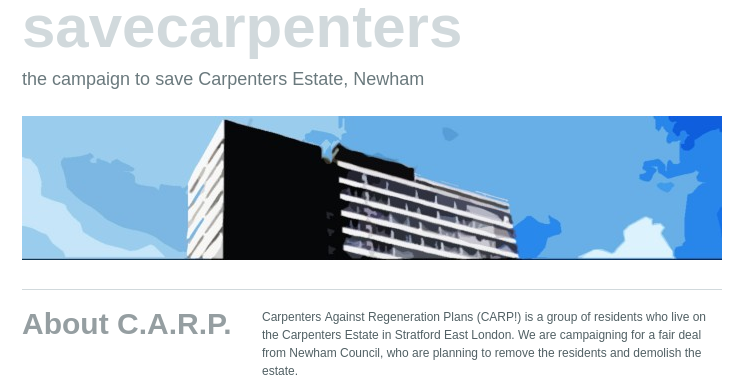 savecarpenters
the campaign to save Carpenters Estate, Newham
About C.A.R.P.
Carpenters Against Regeneration Plans (CARP!) is a group of residents who live on
the Carpenters Estate in Stratford East London. We are campaigning for a fair deal
from Newham Council, who are planning to remove the residents and demolish the
estate.